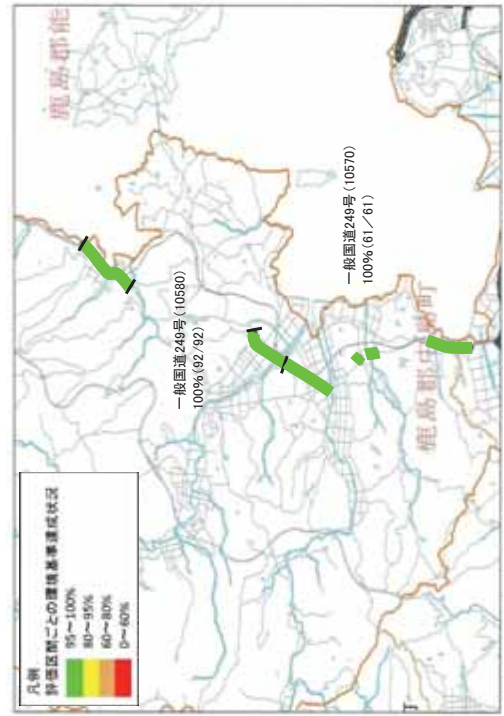 凡例
評価区間ごとの環境基準達成状況
95～100%
80～95%
60～80%
0～60%
鹿島郡能
一般国道249号(10580)
100%(92/92)
一般国道249号(10570)
100%(61/61)
鹿島郡中能登町